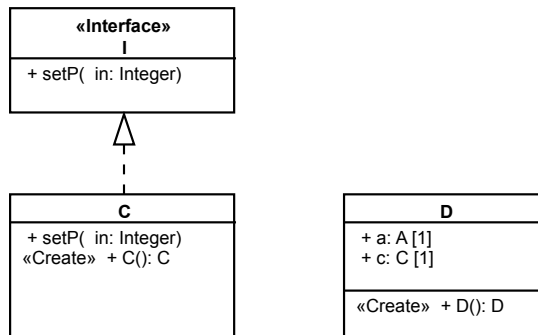 «Interface»
I
+ setP(  in: Integer)
C
+ setP(  in: Integer)
«Create»  + C(): C
D
+ a: A [1]
+ c: C [1]
«Create»  + D(): D